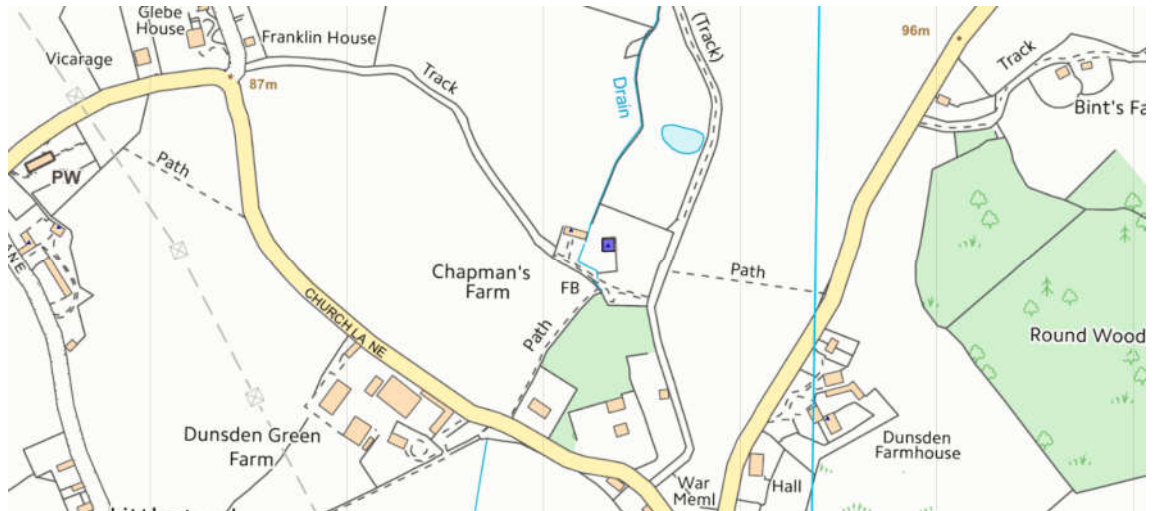 Glebe
House
Franklin House
Vicarage
87m
Track
Drain
(Track)
96m
Track
Bint's Fa
Path
PW
ANE
Chapman's
Farm
FB
Path
Path
CHURCH LA NE
Round Wood
Dunsden Green
Farm
Dunsden
Farmhouse
War
Meml
Hall